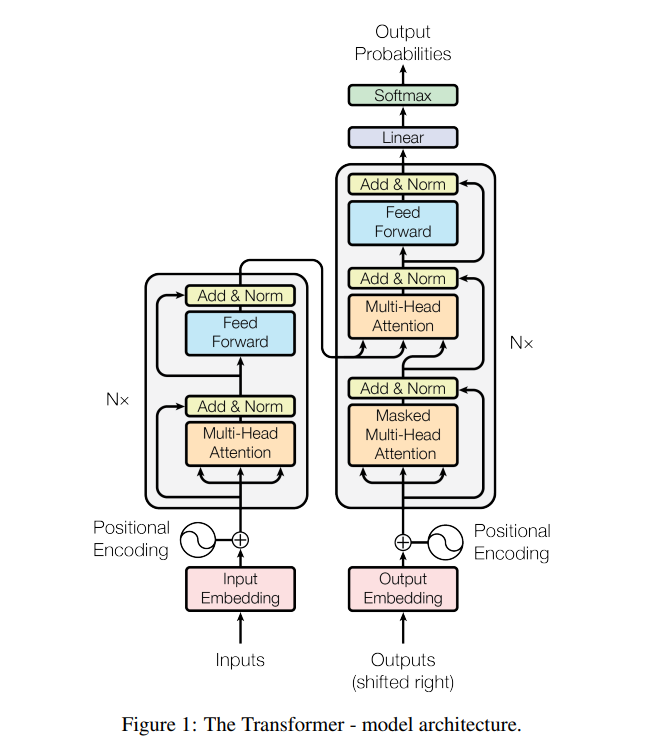 Output
Probabilities
Softmax
Linear
Add & Norm
Feed
Forward
Add & Norm
Multi-Head
Attention
Add & Norm
Masked
Multi-Head
Attention
N×
Add & Norm
Feed
Forward
Add & Norm
Multi-Head
Attention
N×
Positional
Encoding
Positional
Encoding
Input
Embedding
Output
Embedding
Inputs
Outputs
(shifted right)
Figure 1: The Transformer - model architecture.